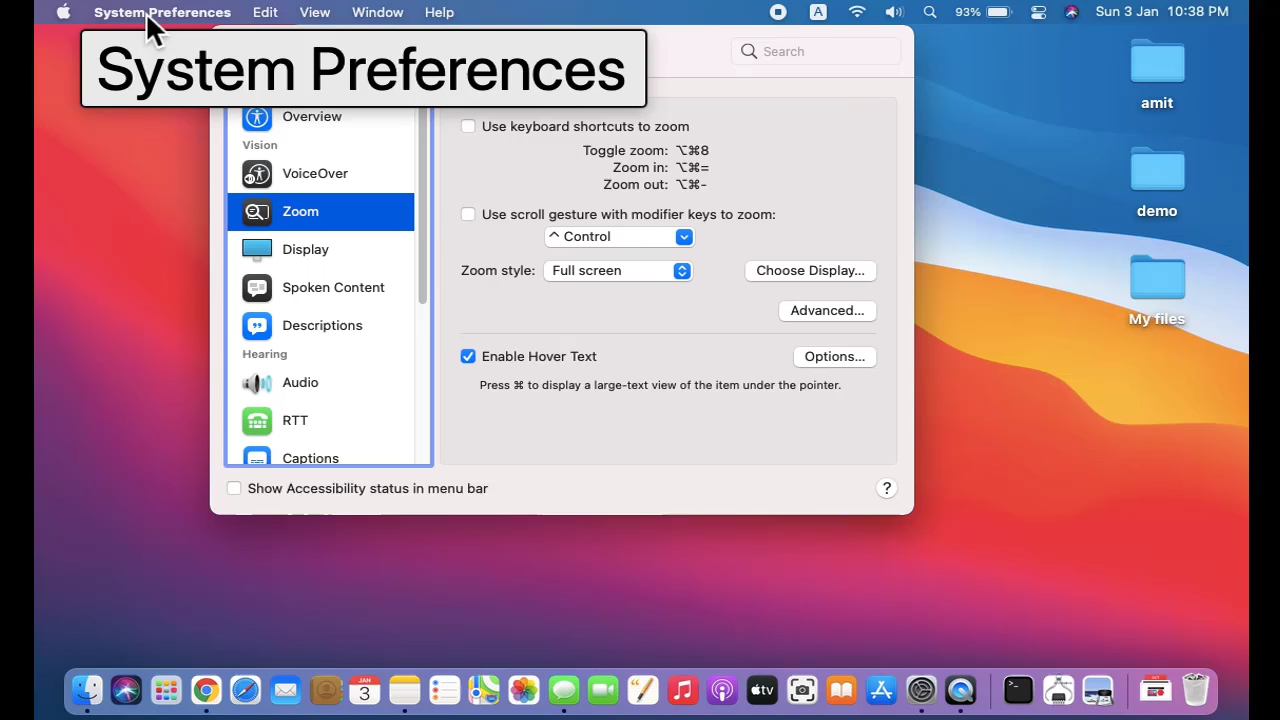 System Preferences Edit View Window Help A 93% Sun 3 Jan 10:38 PM
System Preferences
Search
Overview
Vision
VoiceOver
Zoom
Display
Spoken Content
Descriptions
Hearing
Audio
RTT
Captions
Use keyboard shortcuts to zoom
Toggle zoom: ⌥⌘8
Zoom in: ⌥⌘=
Zoom out: ⌥⌘-
Use scroll gesture with modifier keys to zoom:
^ Control
Zoom style: Full screen Choose Display...
Advanced...
Enable Hover Text Options...
Press ⌘ to display a large-text view of the item under the pointer.
Show Accessibility status in menu bar ?
amit
demo
My files
JAN
3
tv